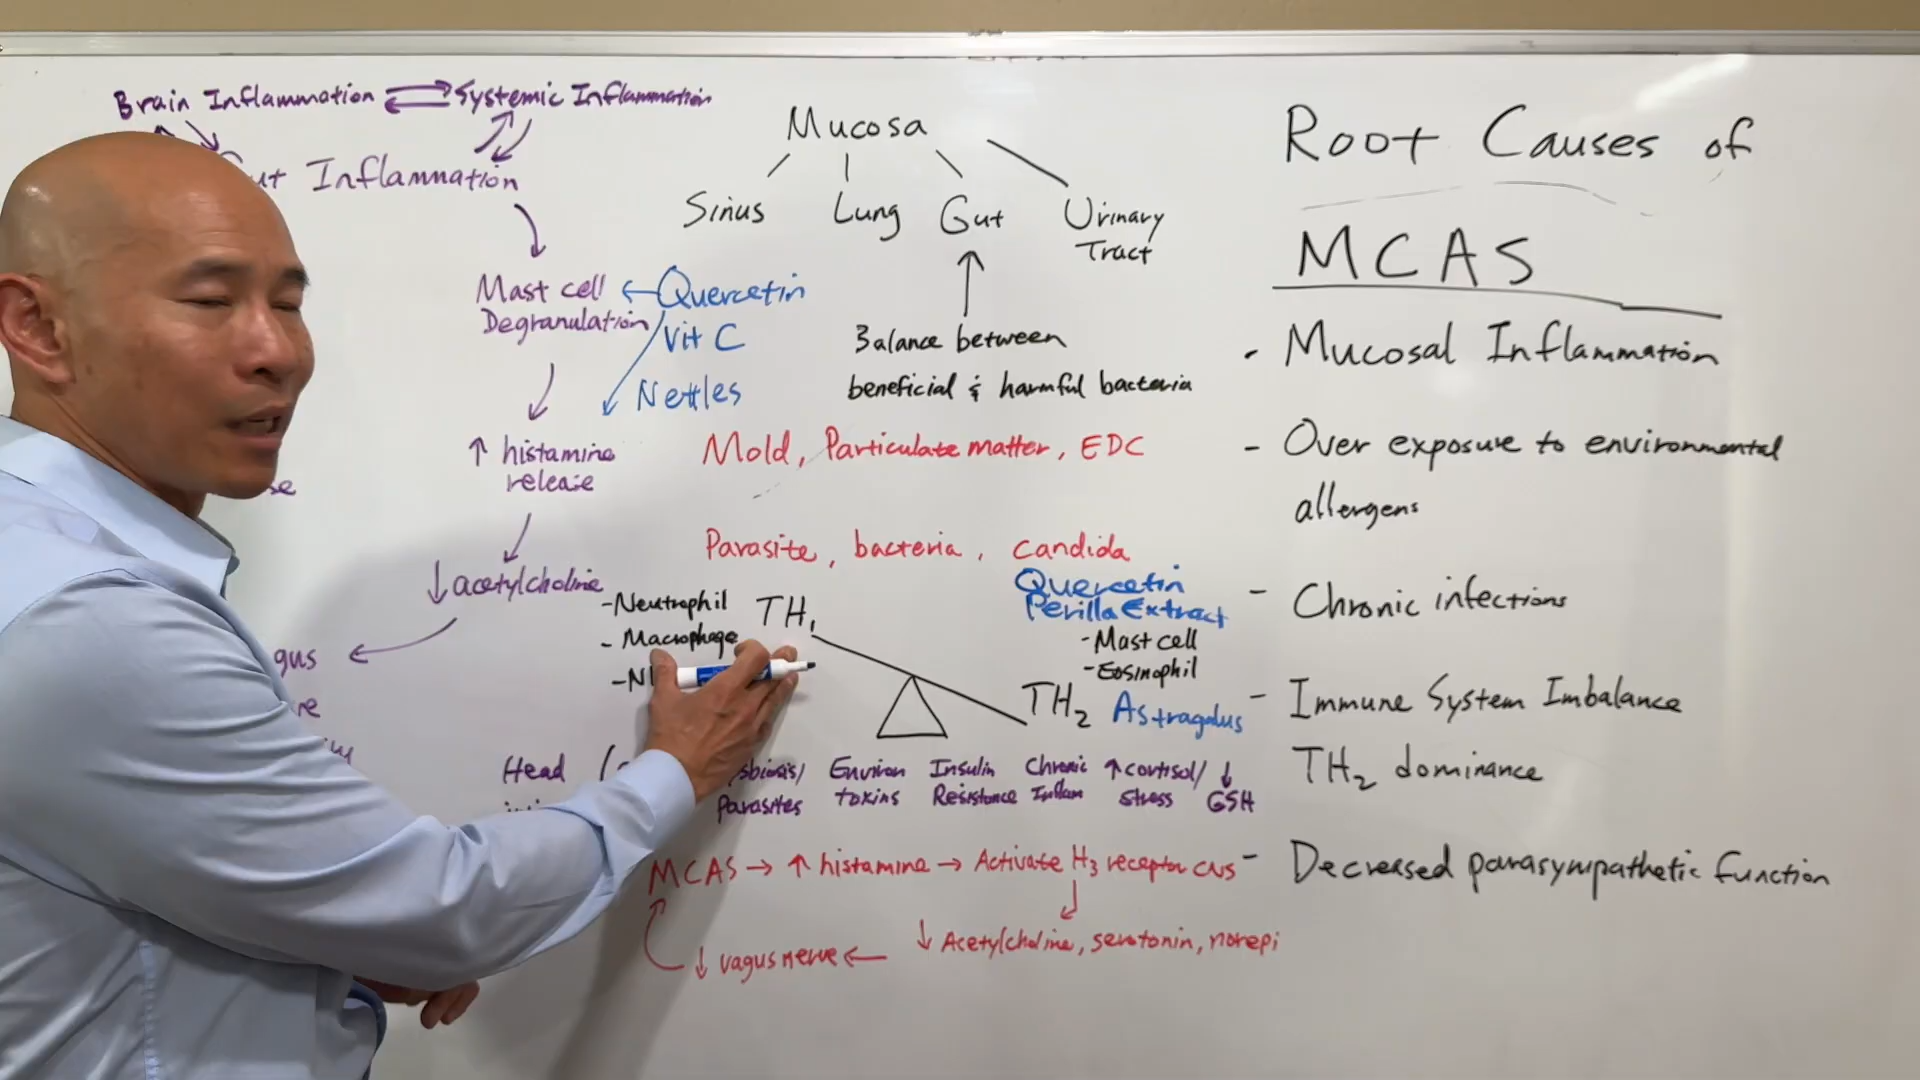 Brain Inflammation Systemic Inflammation
Inflammation
Mast cell
Degranulation
Quercetin
Vit C
Nettles
↑ histamine
release
↓ acetylcholine
Mucosa
Sinus Lung Gut Urinary
Tract
Balance between
beneficial & harmful bacteria
Mold, Particulate matter, EDC
Parasite, bacteria, candida
Quercetin
Perilla Extract
- Mast cell
- Eosinophil
Astragalus
- Neutrophil
- Macrophage
TH1
TH2
Head
Parasites
Environ
toxins
Insulin
Resistance
Chronic
Inflam
↑ cortisol/
stress
↓
GSH
MCAS → ↑ histamine → Activate H3 receptor CNS
↓ Acetylcholine, serotonin, norepi
↓ vagus nerve ←
Root Causes of
MCAS
- Mucosal Inflammation
- Over exposure to environmental
allergens
- Chronic infections
- Immune System Imbalance
TH2 dominance
- Decreased parasympathetic function